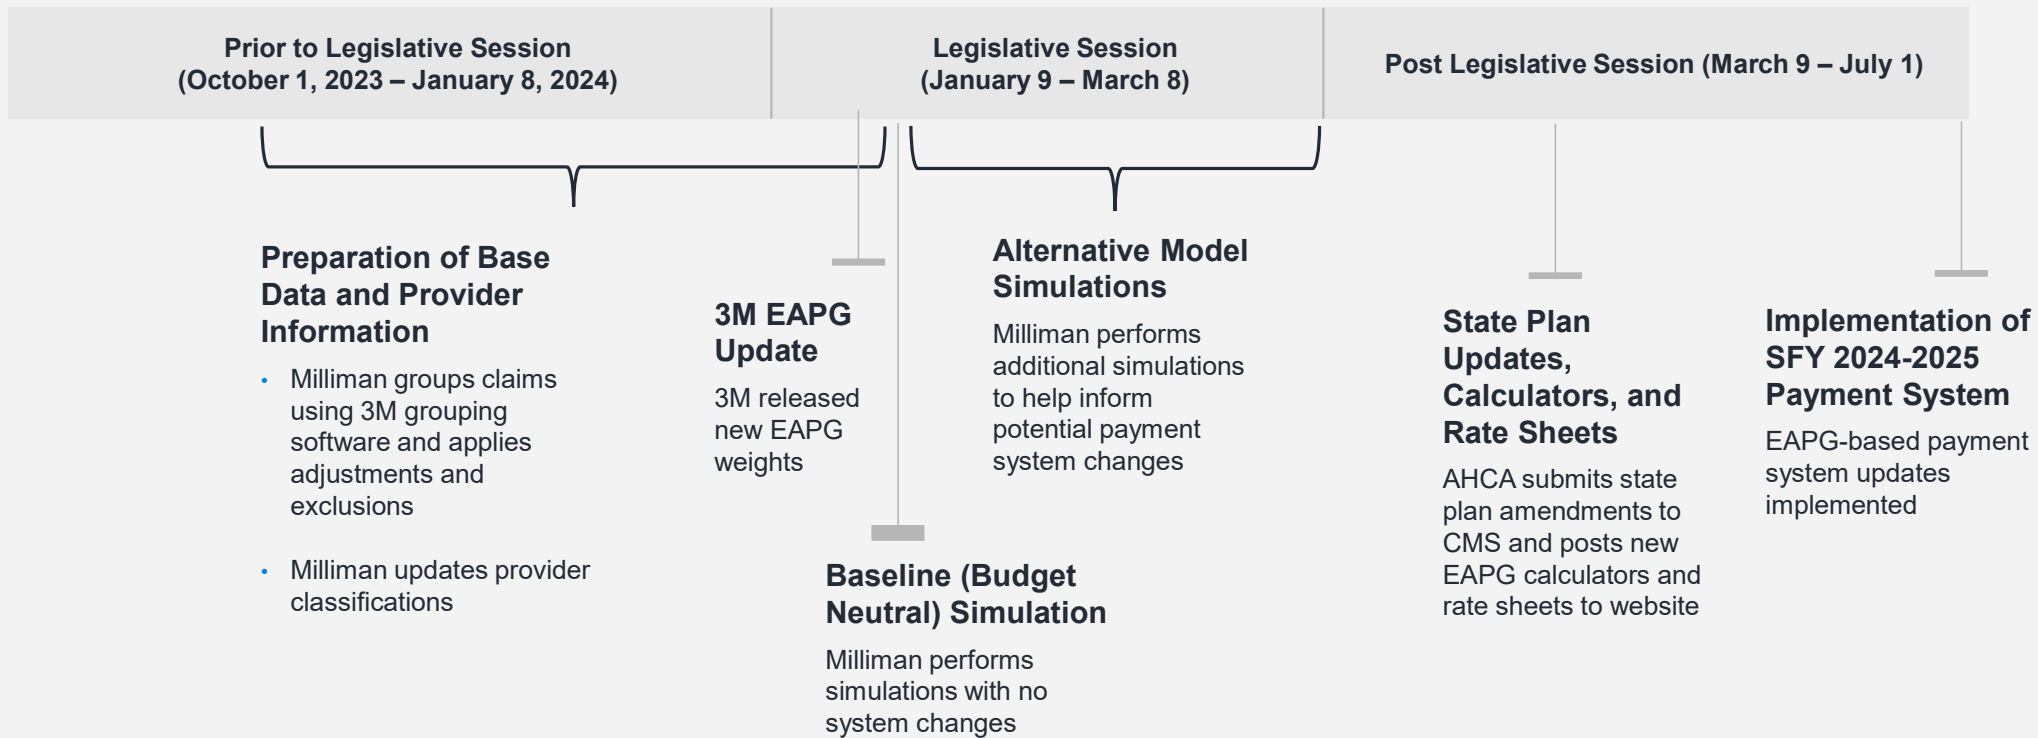 Prior to Legislative Session
(October 1, 2023 – January 8, 2024)
Legislative Session
(January 9 – March 8)
Post Legislative Session (March 9 – July 1)
Preparation of Base
Data and Provider
Information
• Milliman groups claims
using 3M grouping
software and applies
adjustments and
exclusions
• Milliman updates provider
classifications
3M EAPG
Update
3M released
new EAPG
weights
Baseline (Budget
Neutral) Simulation
Milliman performs
simulations with no
system changes
Alternative Model
Simulations
Milliman performs
additional simulations
to help inform
potential payment
system changes
State Plan
Updates,
Calculators, and
Rate Sheets
AHCA submits state
plan amendments to
CMS and posts new
EAPG calculators and
rate sheets to website
Implementation of
SFY 2024-2025
Payment System
EAPG-based payment
system updates
implemented